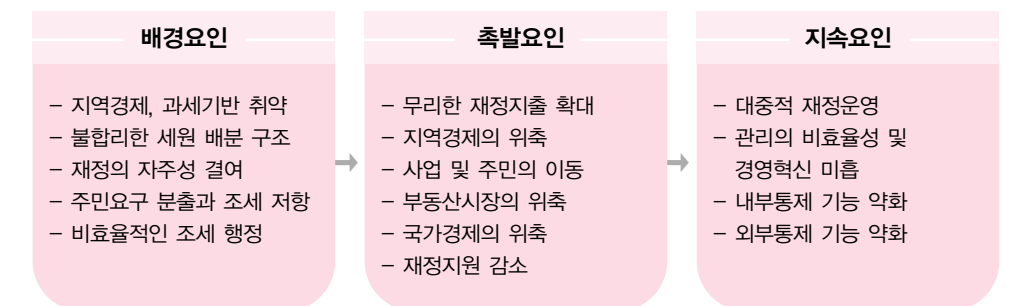 배경요인
– 지역경제, 과세기반 취약
– 불합리한 세원 배분 구조
– 재정의 자주성 결여
– 주민요구 분출과 조세 저항
– 비효율적인 조세 행정
촉발요인
– 무리한 재정지출 확대
– 지역경제의 위축
– 사업 및 주민의 이동
– 부동산시장의 위축
– 국가경제의 위축
– 재정지원 감소
지속요인
– 대중적 재정운영
– 관리의 비효율성 및
경영혁신 미흡
– 내부통제 기능 약화
– 외부통제 기능 약화